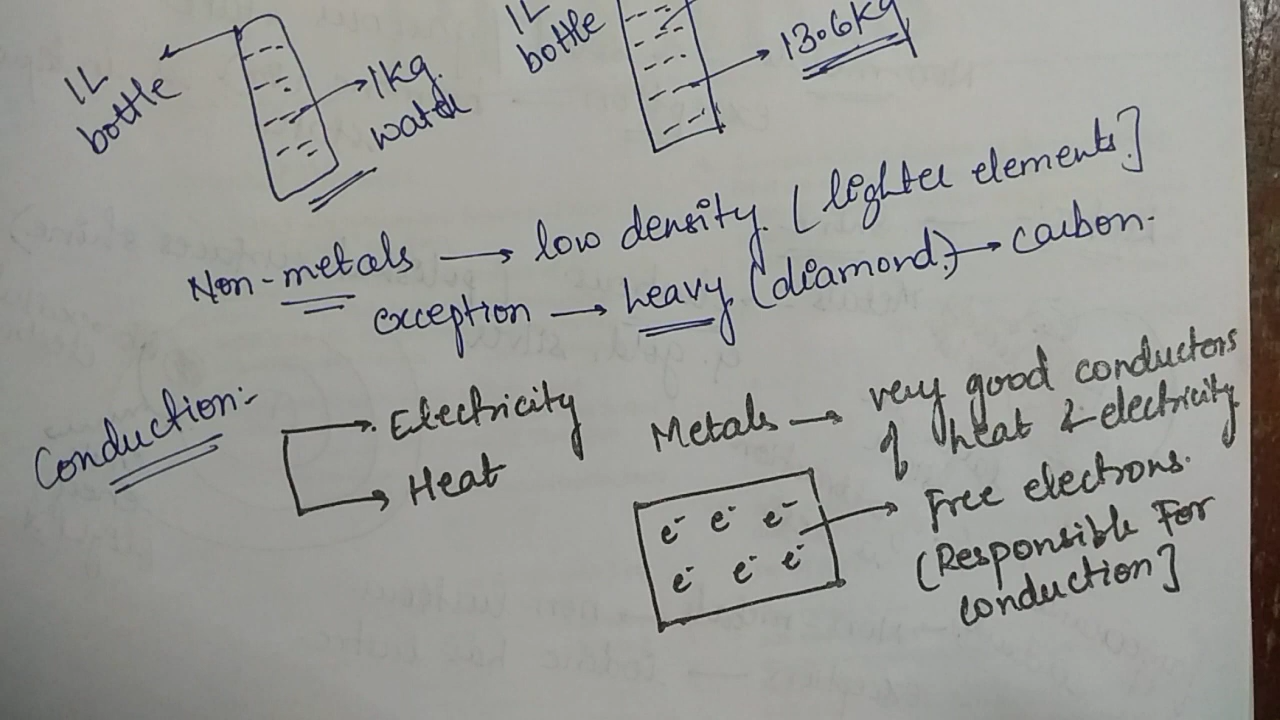 1L
bottle
1kg.
water
1L
bottle
13.6kg
Non-metals → low density. (lighter elements]
exception → heavy (diamond.) → carbon.
Conduction:-
→ Electricity
→ Heat
Metals → very good conductors
of heat & electricity.
e⁻ e⁻ e⁻
e⁻ e⁻ e⁻
→ Free electrons.
(Responsible For
conduction]